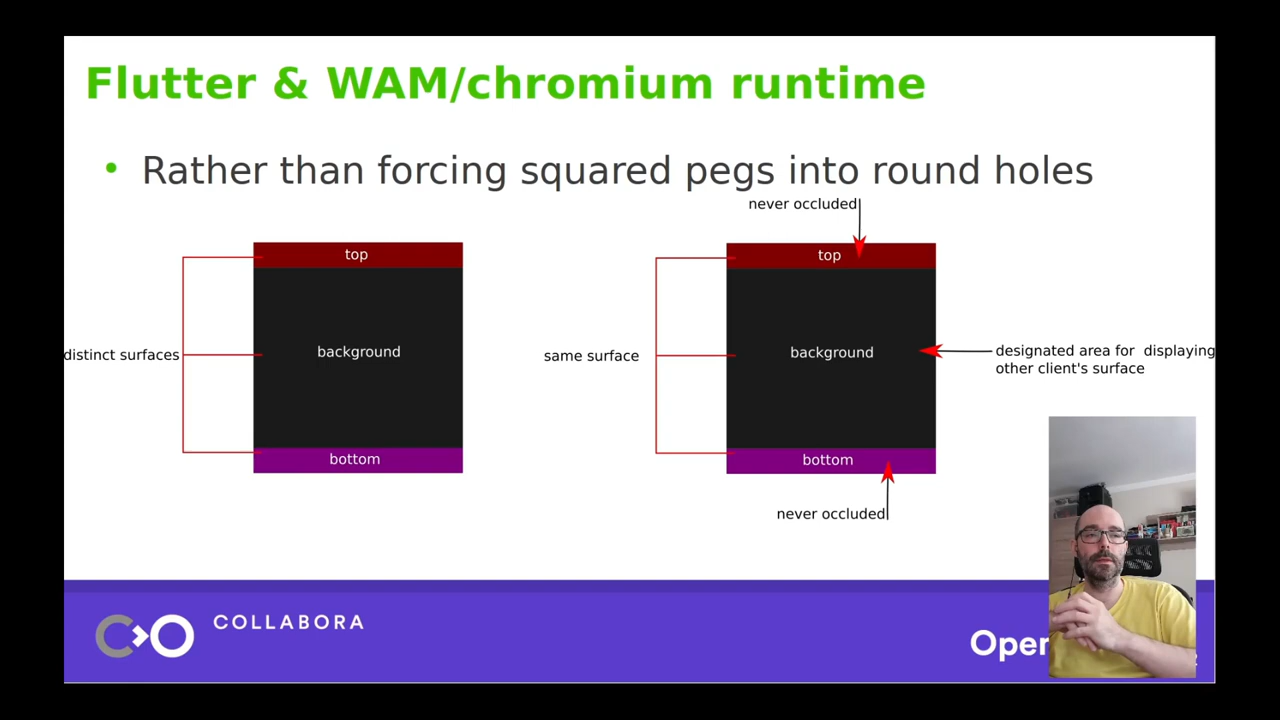 Flutter & WAM/chromium runtime
• Rather than forcing squared pegs into round holes
never occluded
top
top
distinct surfaces
background
same surface
background
designated area for displaying
other client's surface
bottom
bottom
never occluded
COLLABORA